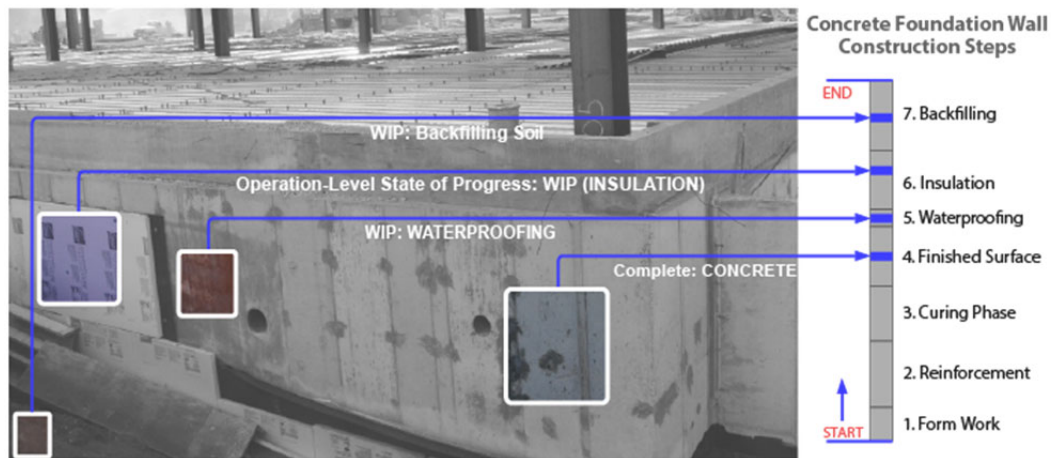 Concrete Foundation Wall
Construction Steps
END
7. Backfilling
WIP: Backfilling Soil
Operation-Level State of Progress: WIP (INSULATION)
6. Insulation
5. Waterproofing
WIP: WATERPROOFING
4. Finished Surface
Complete: CONCRETE
3. Curing Phase
2. Reinforcement
1. Form Work
START